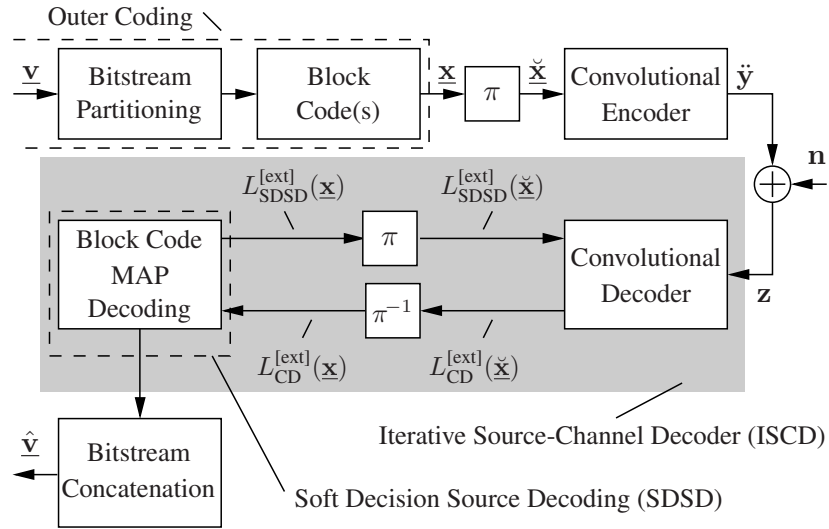 Outer Coding
v
Bitstream
Partitioning
Block
Code(s)
x
π
x̆
Convolutional
Encoder
ÿ
n
L[ext]SDSD(x)
L[ext]SDSD(x̆)
Block Code
MAP
Decoding
π
π−1
Convolutional
Decoder
z
L[ext]CD(x)
L[ext]CD(x̆)
v̂
Bitstream
Concatenation
Iterative Source-Channel Decoder (ISCD)
Soft Decision Source Decoding (SDSD)